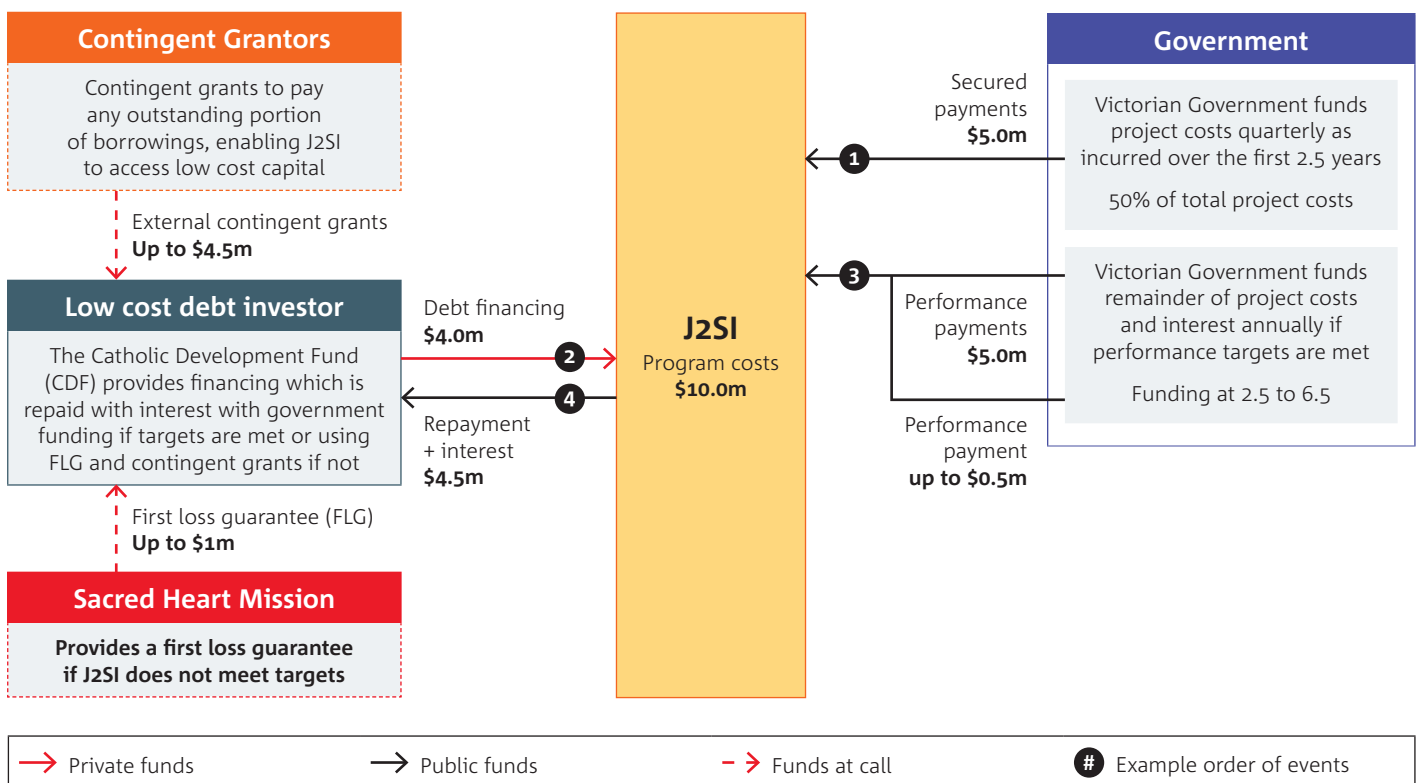 Contingent Grantors
Contingent grants to pay
any outstanding portion
of borrowings, enabling J2SI
to access low cost capital
External contingent grants
Up to $4.5m
Low cost debt investor
The Catholic Development Fund
(CDF) provides financing which is
repaid with interest with government
funding if targets are met or using
FLG and contingent grants if not
First loss guarantee (FLG)
Up to $1m
Sacred Heart Mission
Provides a first loss guarantee
if J2SI does not meet targets
Debt financing
$4.0m
2
4
Repayment
+ interest
$4.5m
J2SI
Program costs
$10.0m
Secured
payments
$5.0m
1
3
Performance
payments
$5.0m
Performance
payment
up to $0.5m
Government
Victorian Government funds
project costs quarterly as
incurred over the first 2.5 years
50% of total project costs
Victorian Government funds
remainder of project costs
and interest annually if
performance targets are met
Funding at 2.5 to 6.5
Private funds
Public funds
Funds at call
# Example order of events